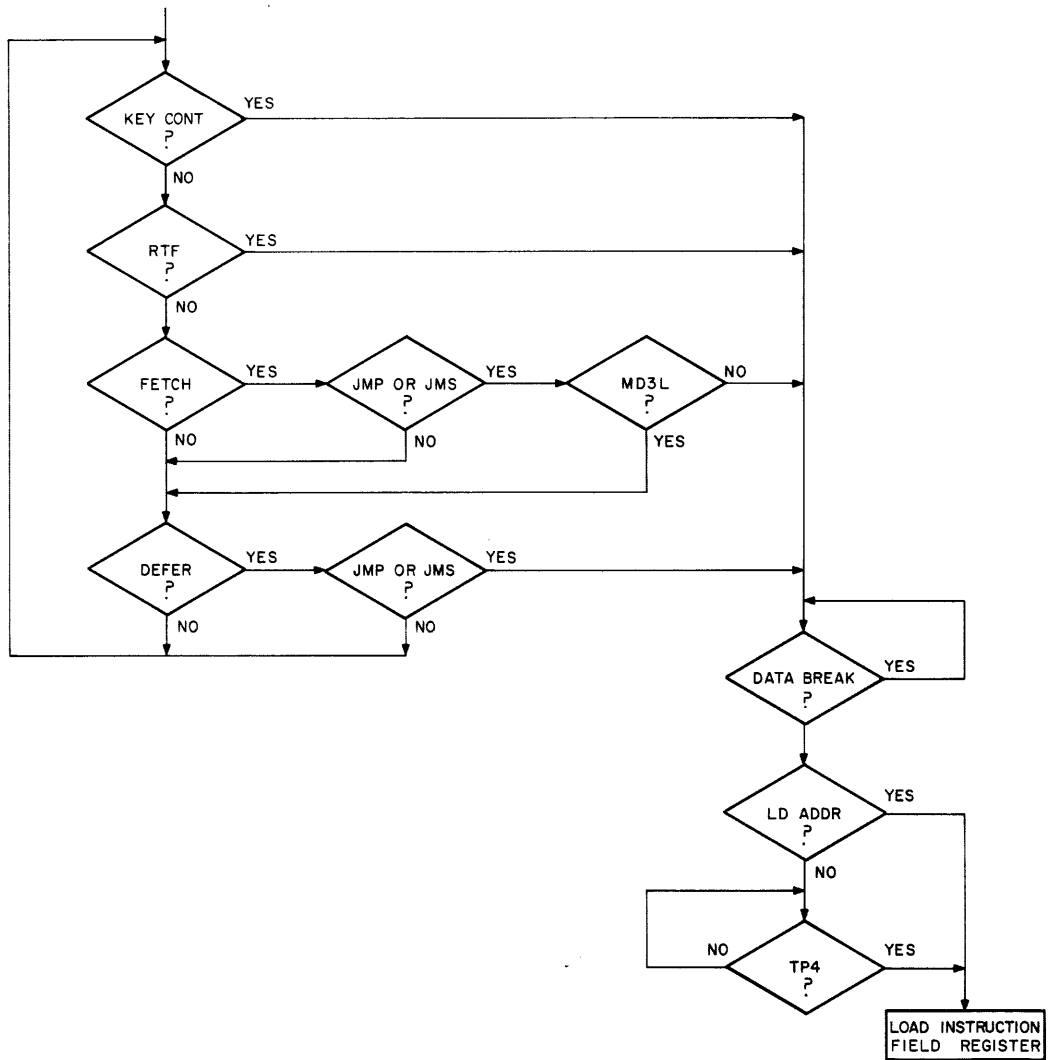 KEY CONT
?
YES
NO
RTF
?
YES
NO
FETCH
?
YES
NO
JMP OR JMS
?
YES
NO
MD3L
?
NO
YES
DEFER
?
YES
NO
JMP OR JMS
?
YES
NO
DATA BREAK
?
YES
LD ADDR
?
YES
NO
TP4
?
NO
YES
LOAD INSTRUCTION
FIELD REGISTER